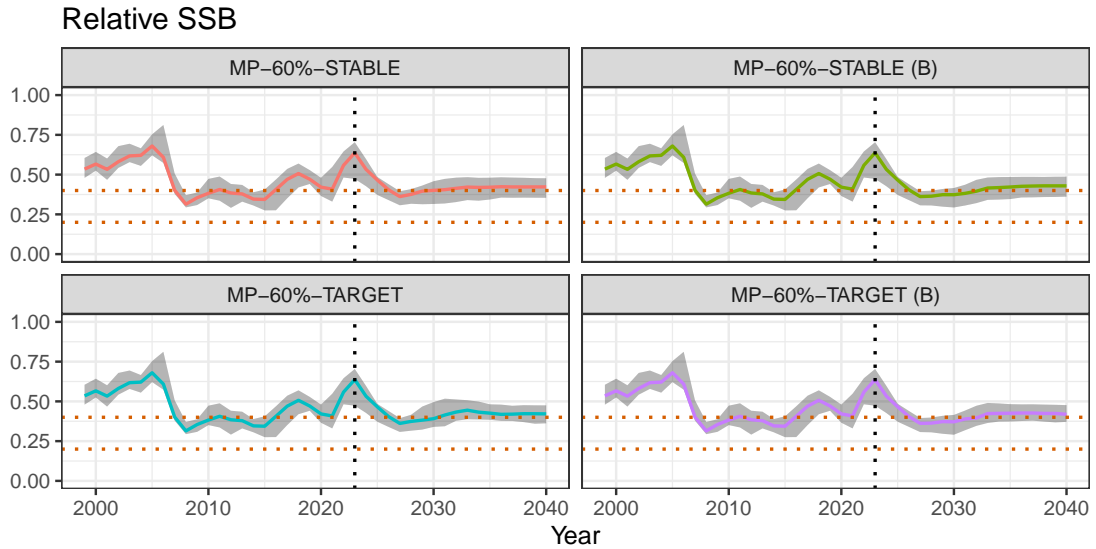 Relative SSB
MP−60%−STABLE
MP−60%−STABLE (B)
1.00
0.75
0.50
0.25
0.00
MP−60%−TARGET
MP−60%−TARGET (B)
1.00
0.75
0.50
0.25
0.00
2000 2010 2020 2030 2040
2000 2010 2020 2030 2040
Year